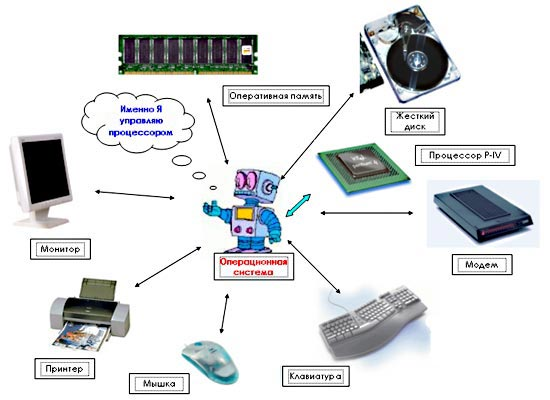 Оперативная память
Жесткий
диск
Именно Я
управляю
процессором
Процессор P-IV
Монитор
Операционная
система
Модем
Принтер
Мышка
Клавиатура